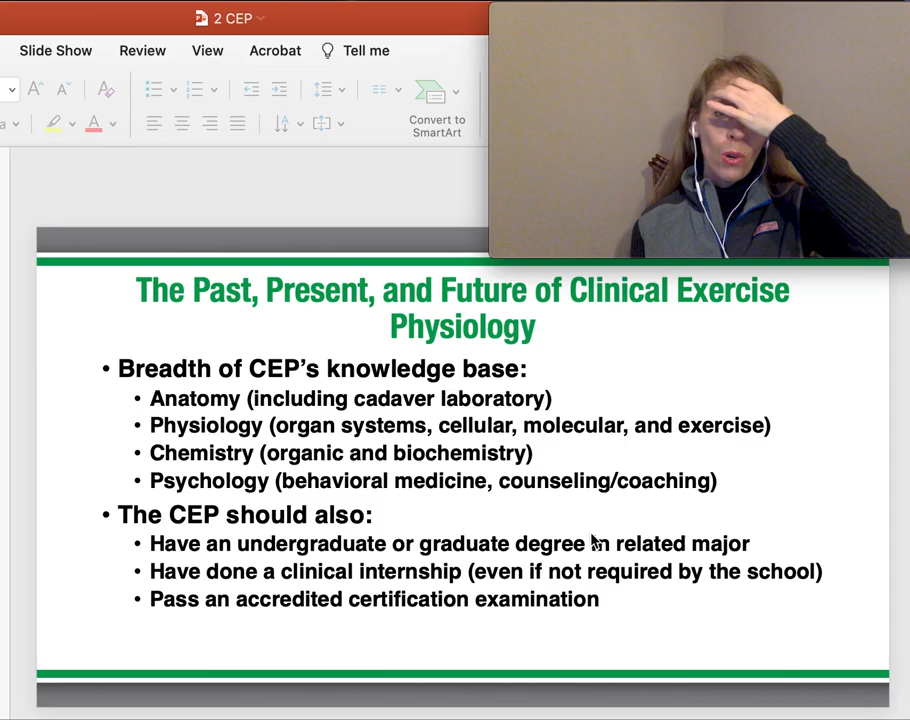 2 CEP
Slide Show Review View Acrobat Tell me
A A A
a A
Convert to
SmartArt
The Past, Present, and Future of Clinical Exercise
Physiology
• Breadth of CEP’s knowledge base:
• Anatomy (including cadaver laboratory)
• Physiology (organ systems, cellular, molecular, and exercise)
• Chemistry (organic and biochemistry)
• Psychology (behavioral medicine, counseling/coaching)
• The CEP should also:
• Have an undergraduate or graduate degree in related major
• Have done a clinical internship (even if not required by the school)
• Pass an accredited certification examination